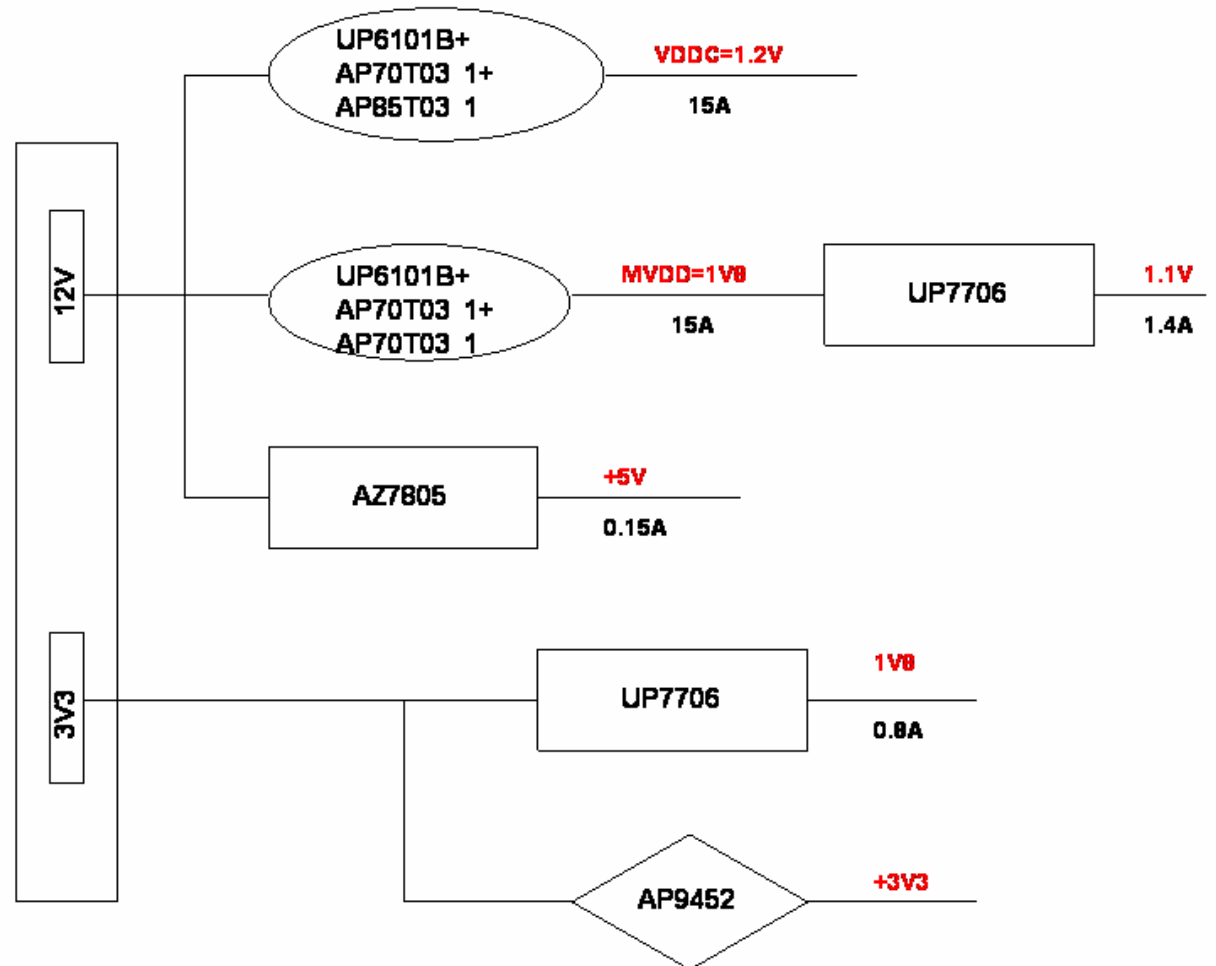 UP6101B+
AP70T03 1+
AP85T03 1
VDDC=1.2V
15A
12V
UP6101B+
AP70T03 1+
AP70T03 1
MVDD=1V8
15A
UP7706
1.1V
1.4A
AZ7805
+5V
0.15A
3V3
UP7706
1V8
0.8A
AP9452
+3V3